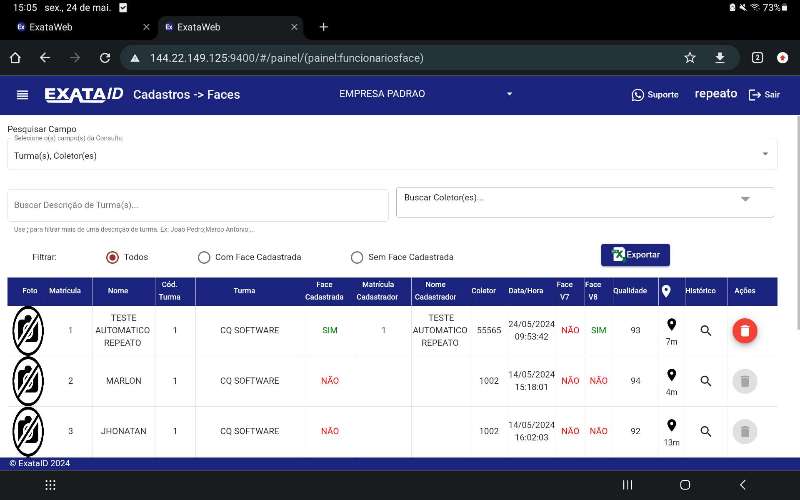 15:05 sex., 24 de mai.
73%
ExataWeb
ExataWeb
144.22.149.125:9400/#/painel/(painel:funcionariosface)
2
EXATAID Cadastros -> Faces EMPRESA PADRAO Suporte repeato Sair
Pesquisar Campo
Selecione o(s) campo(s) da Consulta
Turma(s), Coletor(es)
Buscar Descrição de Turma(s)...
Buscar Coletor(es)...
Use ; para filtrar mais de uma descrição de turma. Ex: João Pedro;Marco Antonio...
Filtrar: Todos Com Face Cadastrada Sem Face Cadastrada Exportar
Foto Matrícula Nome Cód. Turma Turma Face Cadastrada Matrícula Cadastrador Nome Cadastrador Coletor Data/Hora Face V7 Face V8 Qualidade Histórico Ações
1 TESTE AUTOMATICO REPEATO 1 CQ SOFTWARE SIM 1 TESTE AUTOMATICO REPEATO 55565 24/05/2024 09:53:42 NÃO SIM 93 7m
2 MARLON 1 CQ SOFTWARE NÃO 1002 14/05/2024 15:18:01 NÃO NÃO 94 4m
3 JHONATAN 1 CQ SOFTWARE NÃO 1002 14/05/2024 16:02:03 NÃO NÃO 92 13m
© ExataID 2024